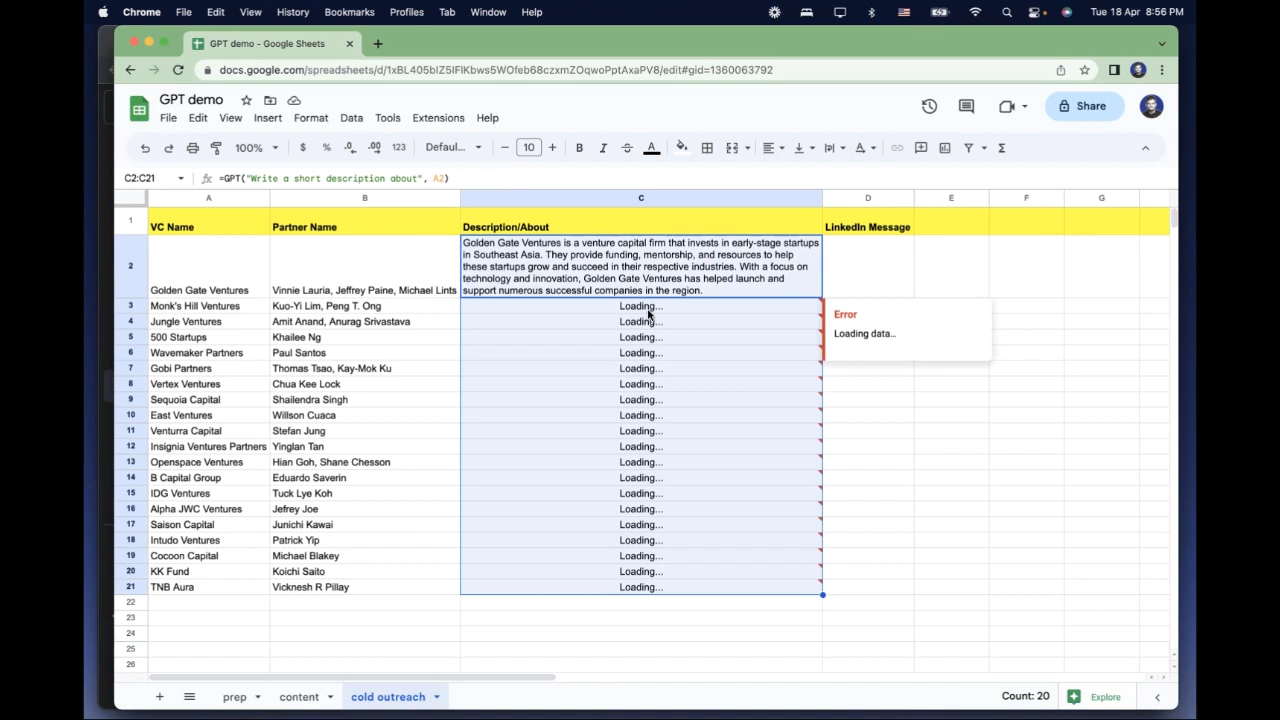 Chrome File Edit View History Bookmarks Profiles Tab Window Help Tue 18 Apr 8:56 PM
GPT demo - Google Sheets
docs.google.com/spreadsheets/d/1xBL405bIZ5IFIKbws5WOfeb68czxmZOqwoPptAxaPV8/edit#gid=1360063792
GPT demo
File Edit View Insert Format Data Tools Extensions Help
Share
100% $ % .0 .00 123 Defaul... 10 B I A
C2:C21 fx =GPT("Write a short description about", A2)
A B C D E F G
1 VC Name Partner Name Description/About LinkedIn Message
Golden Gate Ventures is a venture capital firm that invests in early-stage startups
in Southeast Asia. They provide funding, mentorship, and resources to help
2 these startups grow and succeed in their respective industries. With a focus on
technology and innovation, Golden Gate Ventures has helped launch and
Golden Gate Ventures Vinnie Lauria, Jeffrey Paine, Michael Lints support numerous successful companies in the region.
3 Monk's Hill Ventures Kuo-Yi Lim, Peng T. Ong Loading...
Error
4 Jungle Ventures Amit Anand, Anurag Srivastava Loading...
Loading data...
5 500 Startups Khailee Ng Loading...
6 Wavemaker Partners Paul Santos Loading...
7 Gobi Partners Thomas Tsao, Kay-Mok Ku Loading...
8 Vertex Ventures Chua Kee Lock Loading...
9 Sequoia Capital Shailendra Singh Loading...
10 East Ventures Willson Cuaca Loading...
11 Venturra Capital Stefan Jung Loading...
12 Insignia Ventures Partners Yinglan Tan Loading...
13 Openspace Ventures Hian Goh, Shane Chesson Loading...
14 B Capital Group Eduardo Saverin Loading...
15 IDG Ventures Tuck Lye Koh Loading...
16 Alpha JWC Ventures Jefrey Joe Loading...
17 Saison Capital Junichi Kawai Loading...
18 Intudo Ventures Patrick Yip Loading...
19 Cocoon Capital Michael Blakey Loading...
20 KK Fund Koichi Saito Loading...
21 TNB Aura Vicknesh R Pillay Loading...
22
23
24
25
26
prep content cold outreach Count: 20 Explore